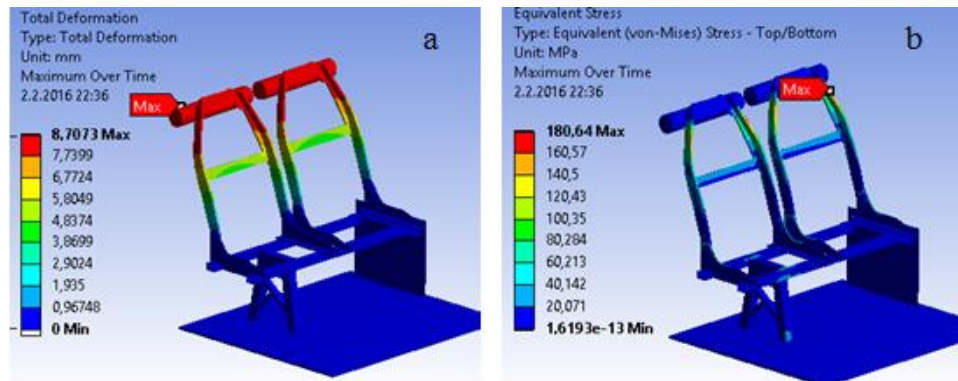 Total Deformation
Type: Total Deformation
Unit: mm
Maximum Over Time
2.2.2016 22:36
a
Max
8,7073 Max
7,7399
6,7724
5,8049
4,8374
3,8699
2,9024
1,935
0,96748
0 Min
Equivalent Stress
Type: Equivalent (von-Mises) Stress - Top/Bottom
Unit: MPa
Maximum Over Time
2.2.2016 22:36
b
Max
180,64 Max
160,57
140,5
120,43
100,35
80,284
60,213
40,142
20,071
1,6193e-13 Min